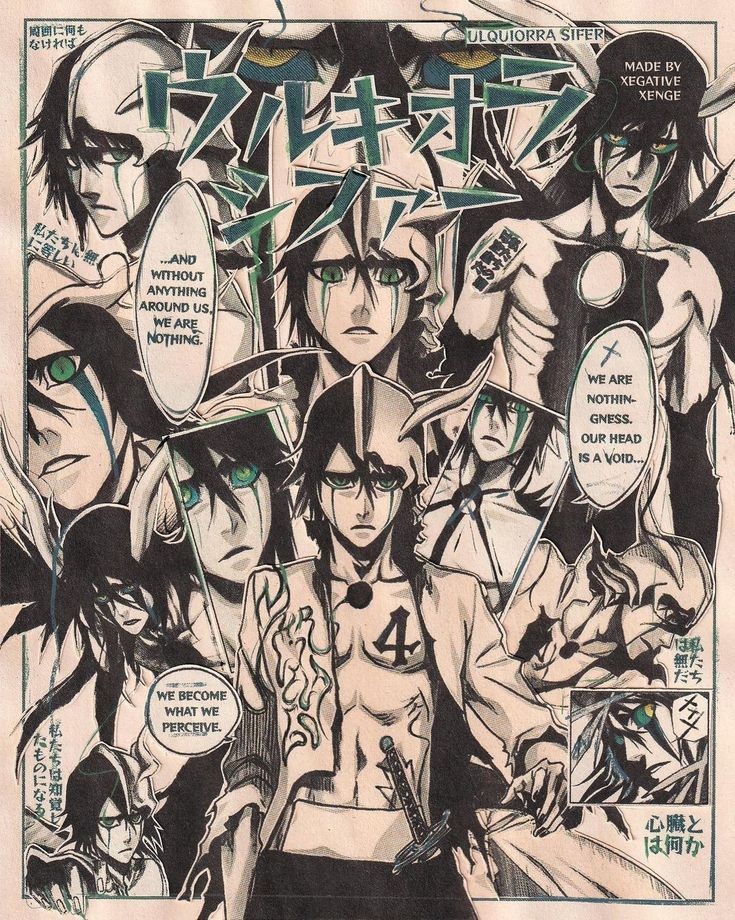 周囲に何も
なければ
ULQUIORRA SIFER
MADE BY
XEGATIVE
XENGE
ウルキオラ
シファー
私たちん無
に等しい
...AND
WITHOUT
ANYTHING
AROUND US,
WE ARE
NOTHING.
WE ARE
NOTHIN-
GNESS.
OUR HEAD
IS A VOID...
4
WE BECOME
WHAT WE
PERCEIVE.
私たち
は無だ
私たちは知覚し
たものになる
心臓と
は何か